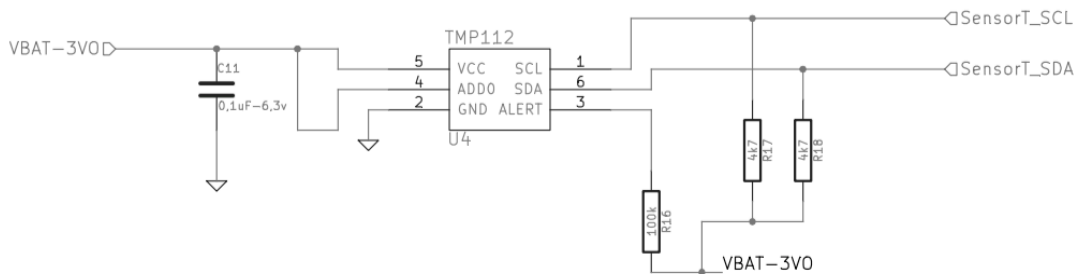 SensorT_SCL
VBAT-3V0
TMP112
C11
0,1uF-6,3v
5 VCC SCL 1
4 ADD0 SDA 6
2 GND ALERT 3
U4
SensorT_SDA
4k7 R17
4k7 R18
100k R16
VBAT-3V0